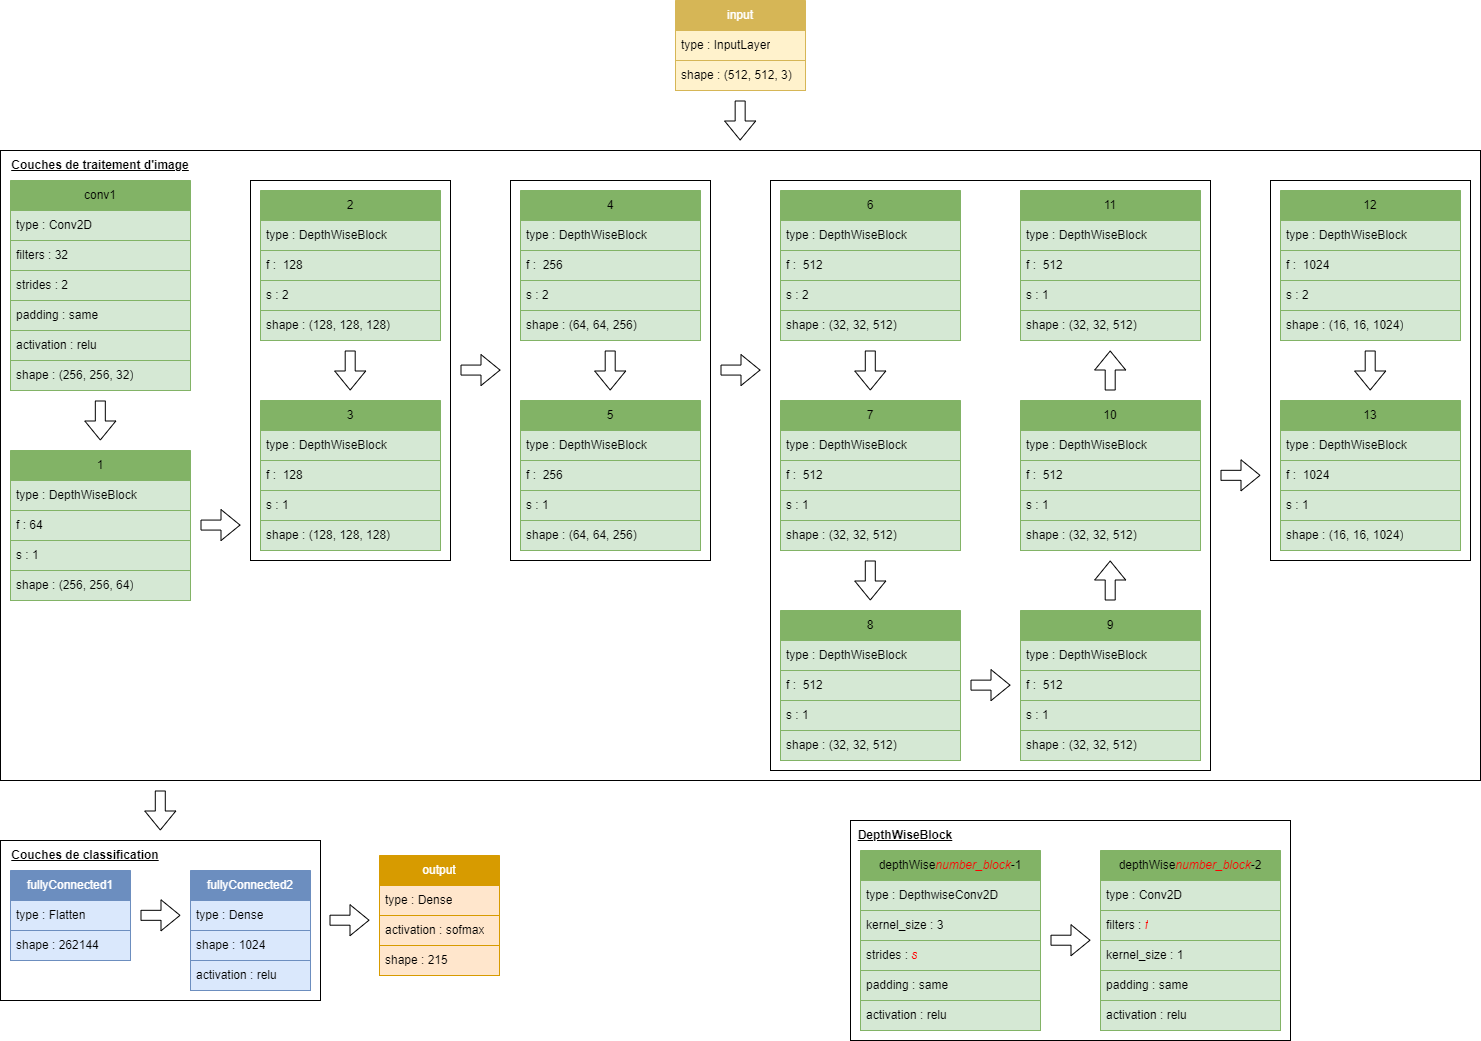 input
type : InputLayer
shape : (512, 512, 3)
Couches de traitement d'image
conv1
type : Conv2D
filters : 32
strides : 2
padding : same
activation : relu
shape : (256, 256, 32)
1
type : DepthWiseBlock
f : 64
s : 1
shape : (256, 256, 64)
2
type : DepthWiseBlock
f : 128
s : 2
shape : (128, 128, 128)
3
type : DepthWiseBlock
f : 128
s : 1
shape : (128, 128, 128)
4
type : DepthWiseBlock
f : 256
s : 2
shape : (64, 64, 256)
5
type : DepthWiseBlock
f : 256
s : 1
shape : (64, 64, 256)
6
type : DepthWiseBlock
f : 512
s : 2
shape : (32, 32, 512)
7
type : DepthWiseBlock
f : 512
s : 1
shape : (32, 32, 512)
8
type : DepthWiseBlock
f : 512
s : 1
shape : (32, 32, 512)
9
type : DepthWiseBlock
f : 512
s : 1
shape : (32, 32, 512)
10
type : DepthWiseBlock
f : 512
s : 1
shape : (32, 32, 512)
11
type : DepthWiseBlock
f : 512
s : 1
shape : (32, 32, 512)
12
type : DepthWiseBlock
f : 1024
s : 2
shape : (16, 16, 1024)
13
type : DepthWiseBlock
f : 1024
s : 1
shape : (16, 16, 1024)
Couches de classification
fullyConnected1
type : Flatten
shape : 262144
fullyConnected2
type : Dense
shape : 1024
activation : relu
output
type : Dense
activation : sofmax
shape : 215
DepthWiseBlock
depthWisenumber_block-1
type : DepthwiseConv2D
kernel_size : 3
strides : s
padding : same
activation : relu
depthWisenumber_block-2
type : Conv2D
filters : f
kernel_size : 1
padding : same
activation : relu